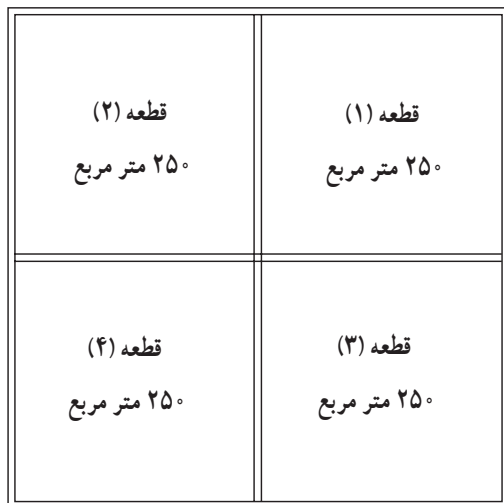 قطعه (۱)
۲۵۰ متر مربع
قطعه (۲)
۲۵۰ متر مربع
قطعه (۳)
۲۵۰ متر مربع
قطعه (۴)
۲۵۰ متر مربع